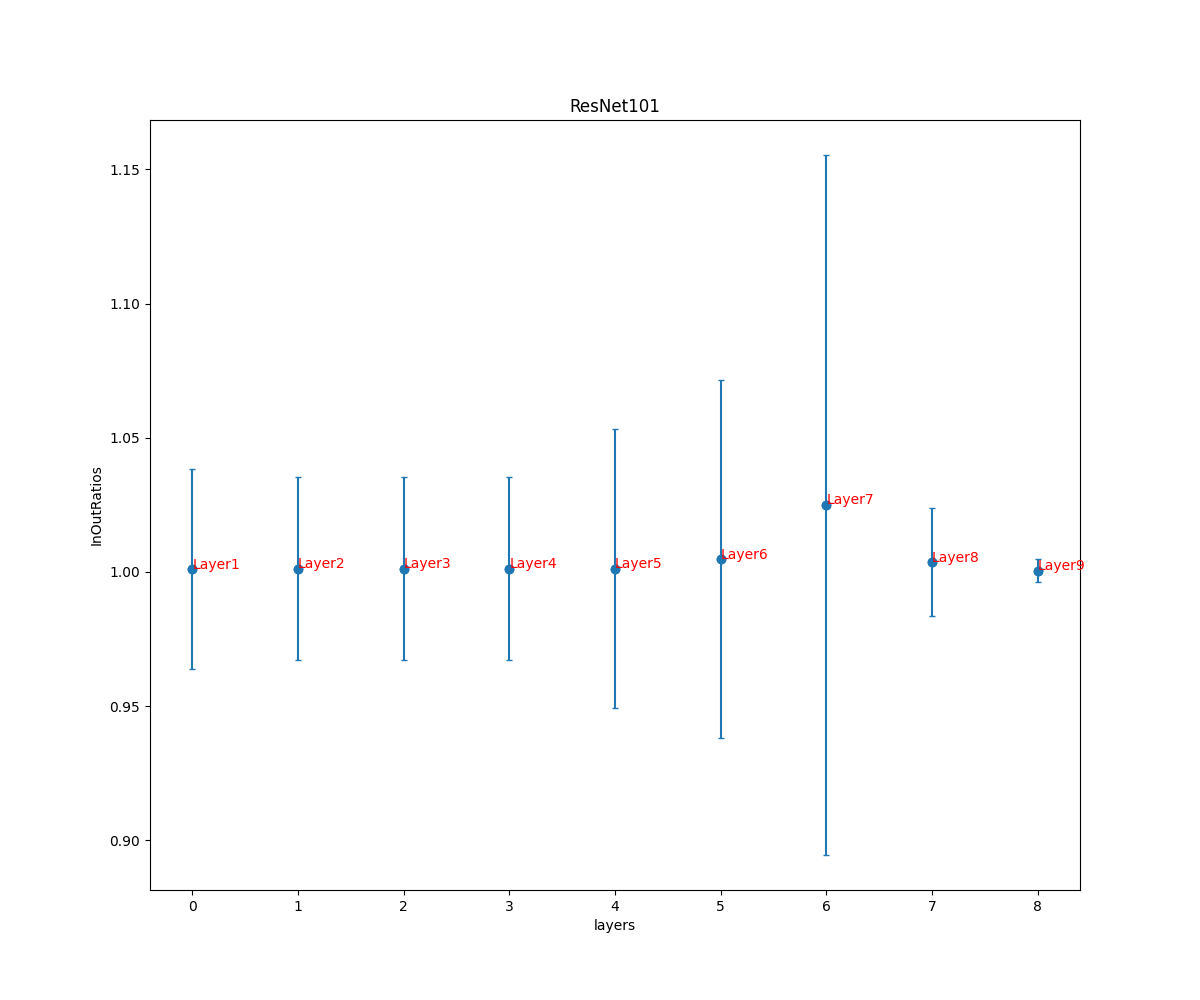 ResNet101
1.15
1.10
1.05
1.00
0.95
0.90
InOutRatios
Layer1
Layer2
Layer3
Layer4
Layer5
Layer6
Layer7
Layer8
Layer9
0 1 2 3 4 5 6 7 8
layers